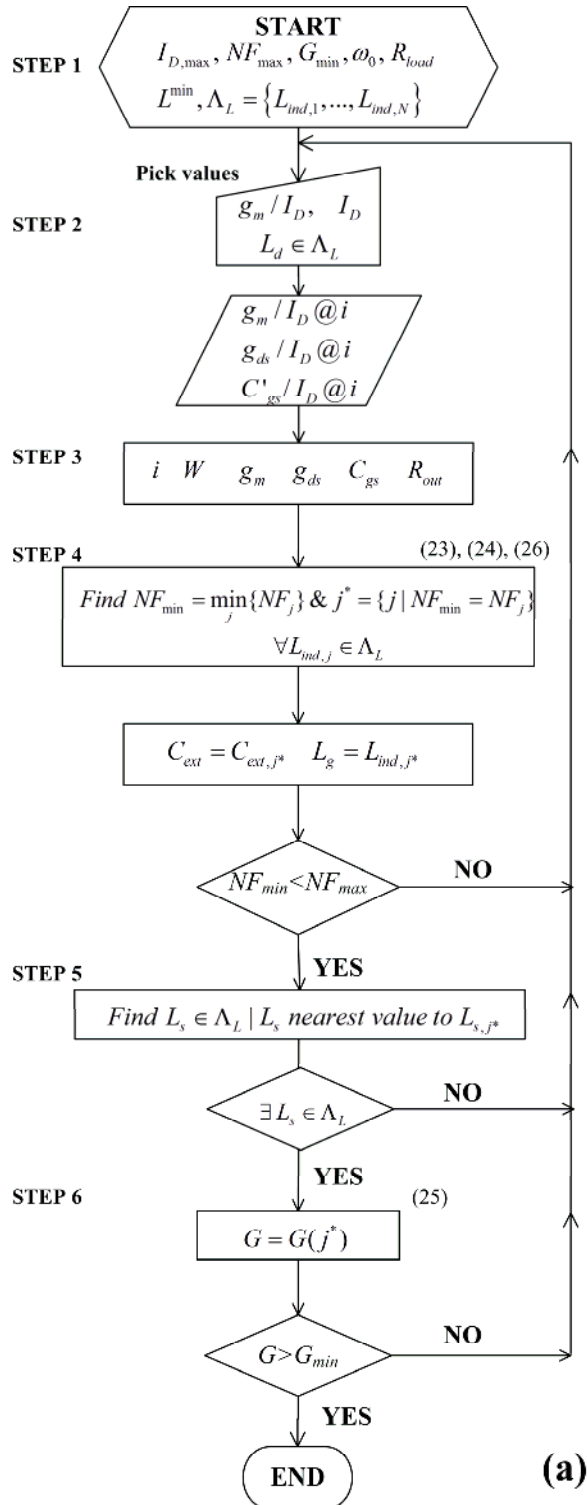 START
STEP 1
I_{D,max}, NF_{max}, G_{min}, ω_0, R_{load}
L^{min}, Λ_L = {L_{ind,1},..., L_{ind,N}}
Pick values
STEP 2
g_m / I_D, I_D
L_d ∈ Λ_L
g_m / I_D @ i
g_{ds} / I_D @ i
C'_{gs} / I_D @ i
STEP 3
i W g_m g_{ds} C_{gs} R_{out}
STEP 4
(23), (24), (26)
Find NF_{min} = min_j{NF_j} & j^* = {j | NF_{min} = NF_j}
∀L_{ind,j} ∈ Λ_L
C_{ext} = C_{ext,j*} L_g = L_{ind,j*}
NF_{min}<NF_{max}
NO
YES
STEP 5
Find L_s ∈ Λ_L | L_s nearest value to L_{s,j*}
∃ L_s ∈ Λ_L
NO
YES
STEP 6
(25)
G = G(j^*)
G>G_{min}
NO
YES
END
(a)